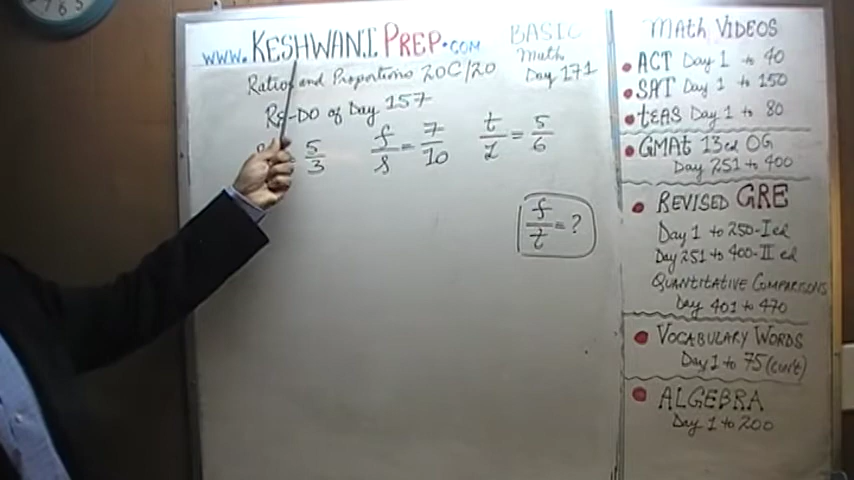 www.KESHWANI PREP.COM
BASIC
Math
Day 171
Ratios and Proportions 20C/20
RE-DO of Day 157
= 5/3
f/s = 7/10
t/z = 5/6
f/t = ?
Math VIDEOS
ACT Day 1 to 40
SAT Day 1 to 150
tEAS Day 1 to 80
GMAt 13ed OG
Day 251 to 400
REVISED GRE
Day 1 to 250-I ed
Day 251 to 400-II ed
QUANTITATIVE COMPARISONS
Day 401 to 470
VOCABULARY WORDS
Day 1 to 75 (cur't)
ALGEBRA
Day 1 to 200